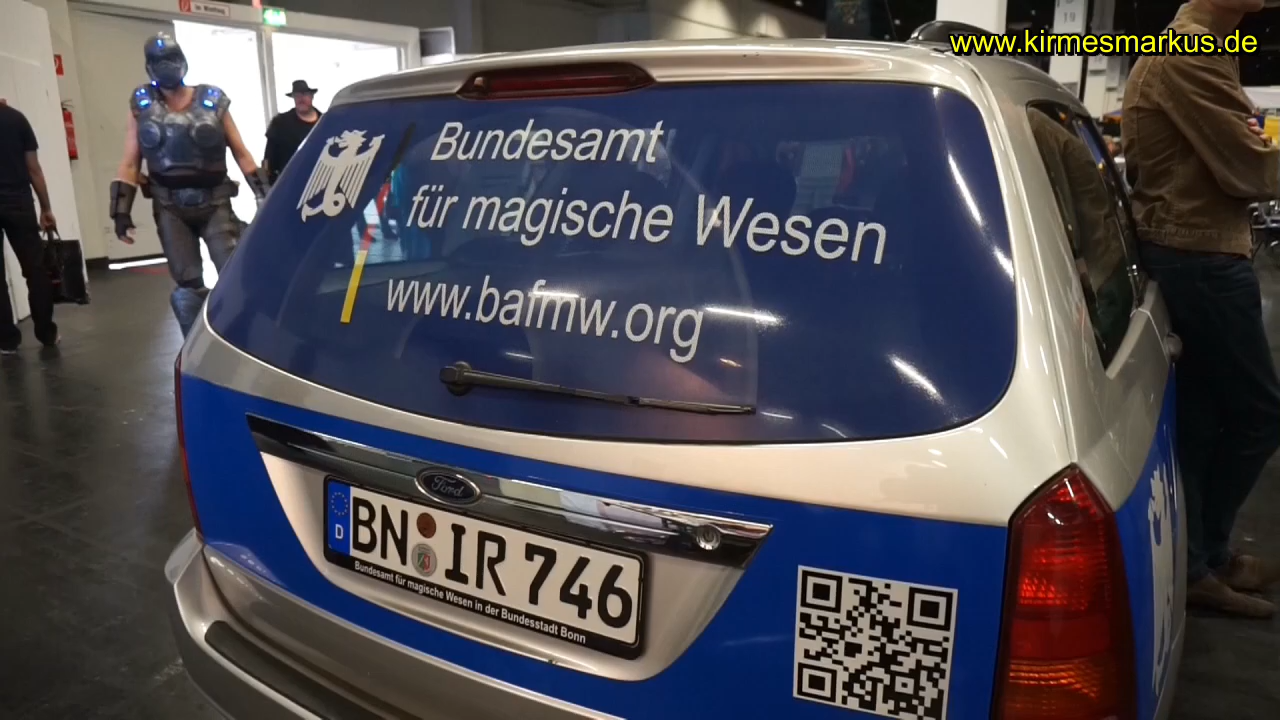 www.kirmesmarkus.de
Bundesamt
für magische Wesen
www.bafmw.org
Ford
D
BN IR 746
Bundesamt für magische Wesen in der Bundesstadt Bonn